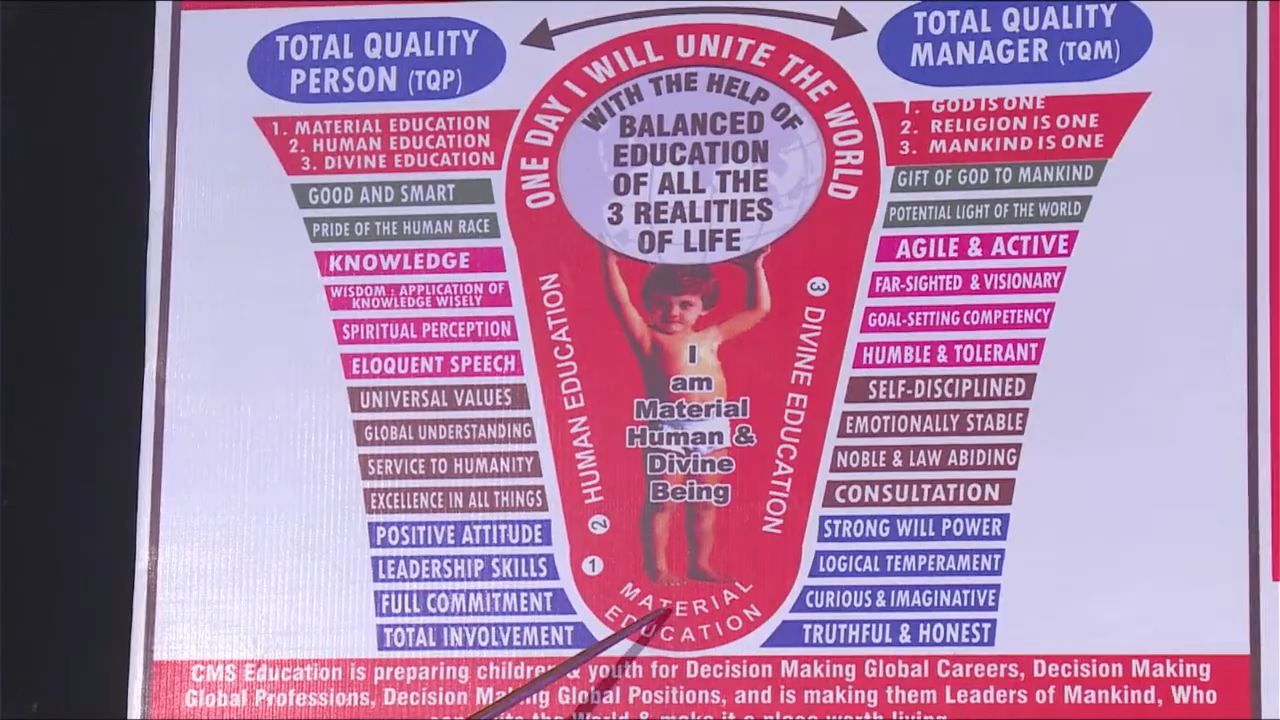 TOTAL QUALITY
PERSON (TQP)
1. MATERIAL EDUCATION
2. HUMAN EDUCATION
3. DIVINE EDUCATION
GOOD AND SMART
PRIDE OF THE HUMAN RACE
KNOWLEDGE
WISDOM : APPLICATION OF
KNOWLEDGE WISELY
SPIRITUAL PERCEPTION
ELOQUENT SPEECH
UNIVERSAL VALUES
GLOBAL UNDERSTANDING
SERVICE TO HUMANITY
EXCELLENCE IN ALL THINGS
POSITIVE ATTITUDE
LEADERSHIP SKILLS
FULL COMMITMENT
TOTAL INVOLVEMENT
ONE DAY I WILL UNITE THE WORLD
WITH THE HELP OF
BALANCED
EDUCATION
OF ALL THE
3 REALITIES
OF LIFE
I
am
Material
Human &
Divine
Being
2 HUMAN EDUCATION
3 DIVINE EDUCATION
1 MATERIAL
EDUCATION
TOTAL QUALITY
MANAGER (TQM)
1. GOD IS ONE
2. RELIGION IS ONE
3. MANKIND IS ONE
GIFT OF GOD TO MANKIND
POTENTIAL LIGHT OF THE WORLD
AGILE & ACTIVE
FAR-SIGHTED & VISIONARY
GOAL-SETTING COMPETENCY
HUMBLE & TOLERANT
SELF-DISCIPLINED
EMOTIONALLY STABLE
NOBLE & LAW ABIDING
CONSULTATION
STRONG WILL POWER
LOGICAL TEMPERAMENT
CURIOUS & IMAGINATIVE
TRUTHFUL & HONEST
CMS Education is preparing children & youth for Decision Making Global Careers, Decision Making
Global Professions, Decision Making Global Positions, and is making them Leaders of Mankind, Who
the World & make it a place worth living